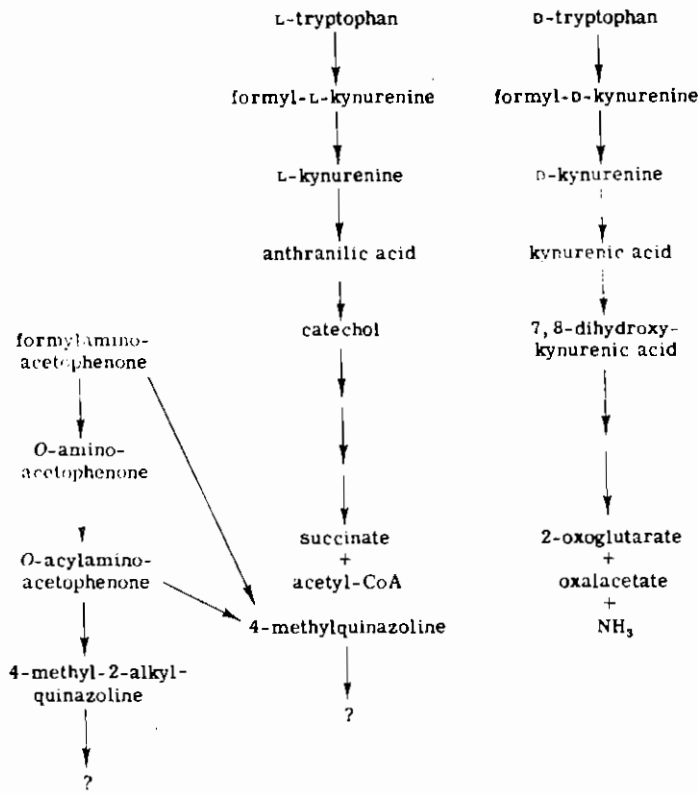 L-tryptophan
formyl-L-kynurenine
L-kynurenine
anthranilic acid
catechol
succinate
+
acetyl-CoA
D-tryptophan
formyl-D-kynurenine
D-kynurenine
kynurenic acid
7,8-dihydroxy-
kynurenic acid
2-oxoglutarate
+
oxalacetate
+
NH₃
formylamino-
acetophenone
O-amino-
acetophenone
O-acylamino-
acetophenone
4-methyl-2-alkyl-
quinazoline
?
4-methylquinazoline
?